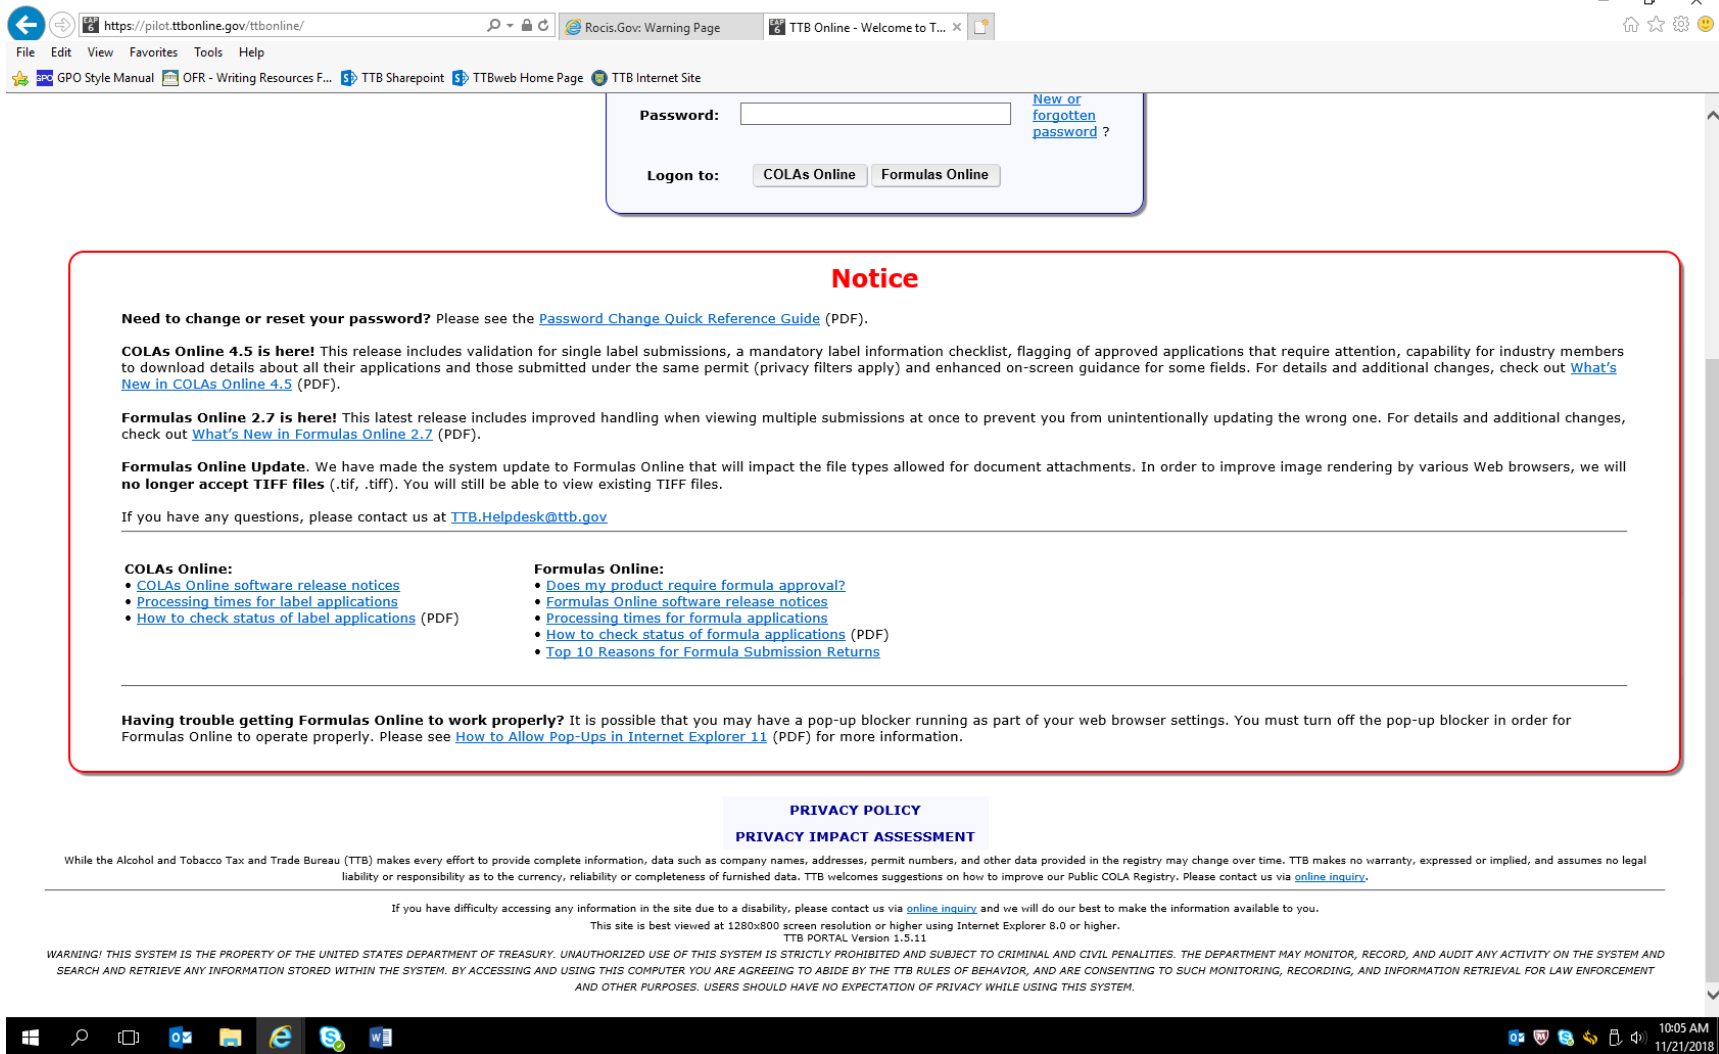 https://pilot.ttbonline.gov/ttbonline/
Rocis.Gov: Warning Page
TTB Online - Welcome to T...
File Edit View Favorites Tools Help
GPO GPO Style Manual OFR - Writing Resources F... TTB Sharepoint TTBweb Home Page TTB Internet Site
Password:
New or
forgotten
password ?
Logon to: COLAs Online Formulas Online
Notice
Need to change or reset your password? Please see the Password Change Quick Reference Guide (PDF).
COLAs Online 4.5 is here! This release includes validation for single label submissions, a mandatory label information checklist, flagging of approved applications that require attention, capability for industry members
to download details about all their applications and those submitted under the same permit (privacy filters apply) and enhanced on-screen guidance for some fields. For details and additional changes, check out What's
New in COLAs Online 4.5 (PDF).
Formulas Online 2.7 is here! This latest release includes improved handling when viewing multiple submissions at once to prevent you from unintentionally updating the wrong one. For details and additional changes,
check out What's New in Formulas Online 2.7 (PDF).
Formulas Online Update. We have made the system update to Formulas Online that will impact the file types allowed for document attachments. In order to improve image rendering by various Web browsers, we will
no longer accept TIFF files (.tif, .tiff). You will still be able to view existing TIFF files.
If you have any questions, please contact us at TTB.Helpdesk@ttb.gov
COLAs Online:
• COLAs Online software release notices
• Processing times for label applications
• How to check status of label applications (PDF)
Formulas Online:
• Does my product require formula approval?
• Formulas Online software release notices
• Processing times for formula applications
• How to check status of formula applications (PDF)
• Top 10 Reasons for Formula Submission Returns
Having trouble getting Formulas Online to work properly? It is possible that you may have a pop-up blocker running as part of your web browser settings. You must turn off the pop-up blocker in order for
Formulas Online to operate properly. Please see How to Allow Pop-Ups in Internet Explorer 11 (PDF) for more information.
PRIVACY POLICY
PRIVACY IMPACT ASSESSMENT
While the Alcohol and Tobacco Tax and Trade Bureau (TTB) makes every effort to provide complete information, data such as company names, addresses, permit numbers, and other data provided in the registry may change over time. TTB makes no warranty, expressed or implied, and assumes no legal
liability or responsibility as to the currency, reliability or completeness of furnished data. TTB welcomes suggestions on how to improve our Public COLA Registry. Please contact us via online inquiry.
If you have difficulty accessing any information in the site due to a disability, please contact us via online inquiry and we will do our best to make the information available to you.
This site is best viewed at 1280x800 screen resolution or higher using Internet Explorer 8.0 or higher.
TTB PORTAL Version 1.5.11
WARNING! THIS SYSTEM IS THE PROPERTY OF THE UNITED STATES DEPARTMENT OF TREASURY. UNAUTHORIZED USE OF THIS SYSTEM IS STRICTLY PROHIBITED AND SUBJECT TO CRIMINAL AND CIVIL PENALITIES. THE DEPARTMENT MAY MONITOR, RECORD, AND AUDIT ANY ACTIVITY ON THE SYSTEM AND
SEARCH AND RETRIEVE ANY INFORMATION STORED WITHIN THE SYSTEM. BY ACCESSING AND USING THIS COMPUTER YOU ARE AGREEING TO ABIDE BY THE TTB RULES OF BEHAVIOR, AND ARE CONSENTING TO SUCH MONITORING, RECORDING, AND INFORMATION RETRIEVAL FOR LAW ENFORCEMENT
AND OTHER PURPOSES. USERS SHOULD HAVE NO EXPECTATION OF PRIVACY WHILE USING THIS SYSTEM.
10:05 AM
11/21/2018